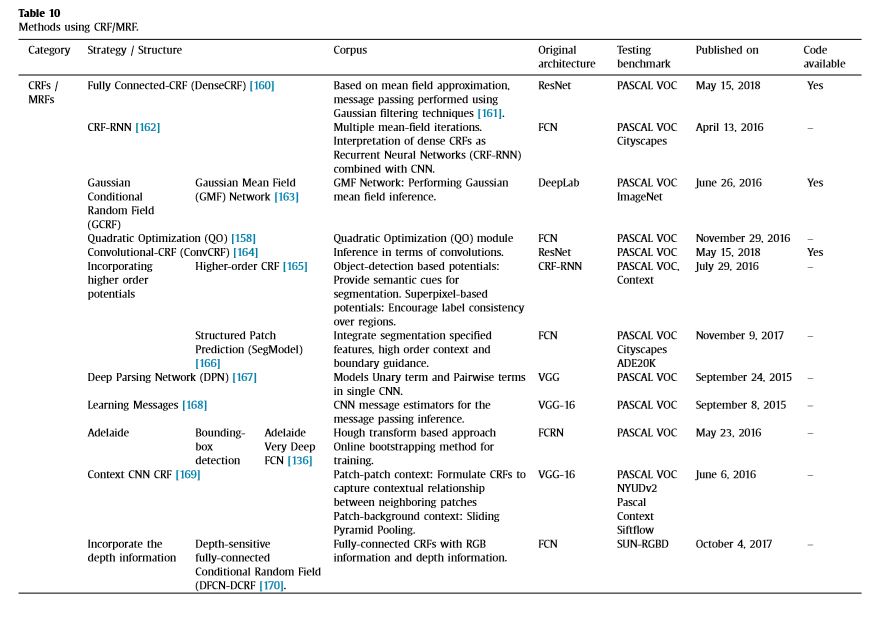 Table 10
Methods using CRF/MRF.
Category Strategy / Structure Corpus Original architecture Testing benchmark Published on Code available
CRFs / MRFs
Fully Connected-CRF (DenseCRF) [160] Based on mean field approximation, ResNet PASCAL VOC May 15, 2018 Yes
message passing performed using
Gaussian filtering techniques [161].
CRF-RNN [162] Multiple mean-field iterations. FCN PASCAL VOC April 13, 2016 –
Interpretation of dense CRFs as Cityscapes
Recurrent Neural Networks (CRF-RNN)
combined with CNN.
Gaussian Gaussian Mean Field GMF Network: Performing Gaussian DeepLab PASCAL VOC June 26, 2016 Yes
Conditional (GMF) Network [163] mean field inference. ImageNet
Random Field
(GCRF)
Quadratic Optimization (QO) [158] Quadratic Optimization (QO) module FCN PASCAL VOC November 29, 2016 –
Convolutional-CRF (ConvCRF) [164] Inference in terms of convolutions. ResNet PASCAL VOC May 15, 2018 Yes
Incorporating Higher-order CRF [165] Object-detection based potentials: CRF-RNN PASCAL VOC, July 29, 2016 –
higher order Provide semantic cues for Context
potentials segmentation. Superpixel-based
potentials: Encourage label consistency
over regions.
Structured Patch Integrate segmentation specified FCN PASCAL VOC November 9, 2017 –
Prediction (SegModel) features, high order context and Cityscapes
[166] boundary guidance. ADE20K
Deep Parsing Network (DPN) [167] Models Unary term and Pairwise terms VGG PASCAL VOC September 24, 2015 –
in single CNN.
Learning Messages [168] CNN message estimators for the VGG-16 PASCAL VOC September 8, 2015 –
message passing inference.
Adelaide Bounding- Adelaide Hough transform based approach FCRN PASCAL VOC May 23, 2016 –
box Very Deep Online bootstrapping method for
detection FCN [136] training.
Context CNN CRF [169] Patch-patch context: Formulate CRFs to VGG-16 PASCAL VOC June 6, 2016 –
capture contextual relationship NYUDv2
between neighboring patches Pascal
Patch-background context: Sliding Context
Pyramid Pooling. Siftflow
Incorporate the Depth-sensitive Fully-connected CRFs with RGB FCN SUN-RGBD October 4, 2017 –
depth information fully-connected information and depth information.
Conditional Random Field
(DFCN-DCRF [170].